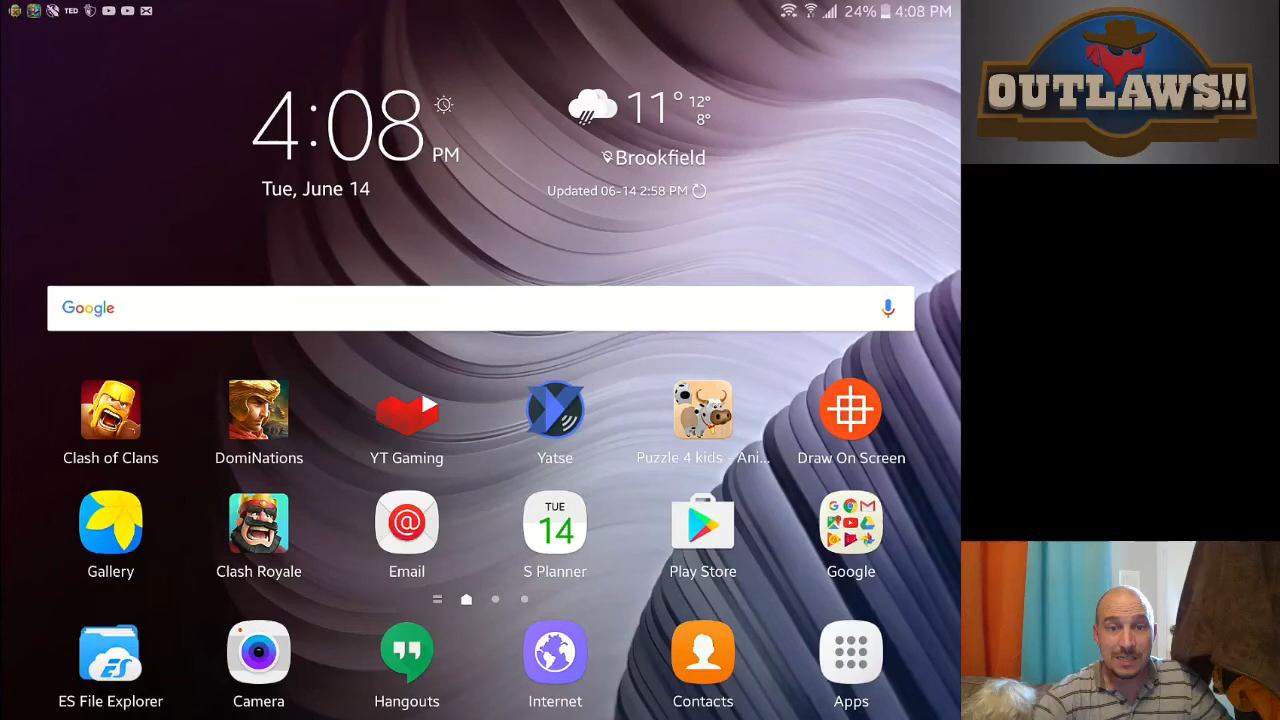 TED
24% 4:08 PM
OUTLAWS!!
4:08 PM
Tue, June 14
11° 12°
8°
Brookfield
Updated 06-14 2:58 PM
Google
Clash of Clans
DomiNations
YT Gaming
Yatse
Puzzle 4 kids - Ani...
Draw On Screen
TUE
14
Gallery
Clash Royale
Email
S Planner
Play Store
Google
ES
ES File Explorer
Camera
Hangouts
Internet
Contacts
Apps